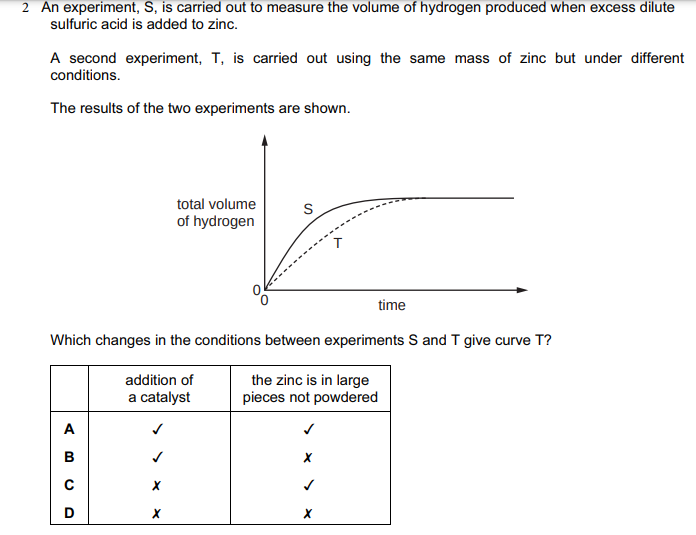 2 An experiment, S, is carried out to measure the volume of hydrogen produced when excess dilute
sulfuric acid is added to zinc.
A second experiment, T, is carried out using the same mass of zinc but under different
conditions.
The results of the two experiments are shown.
total volume
of hydrogen
S
T
0
0
time
Which changes in the conditions between experiments S and T give curve T?
addition of
a catalyst
the zinc is in large
pieces not powdered
A ✓ ✓
B ✓ ✗
C ✗ ✓
D ✗ ✗